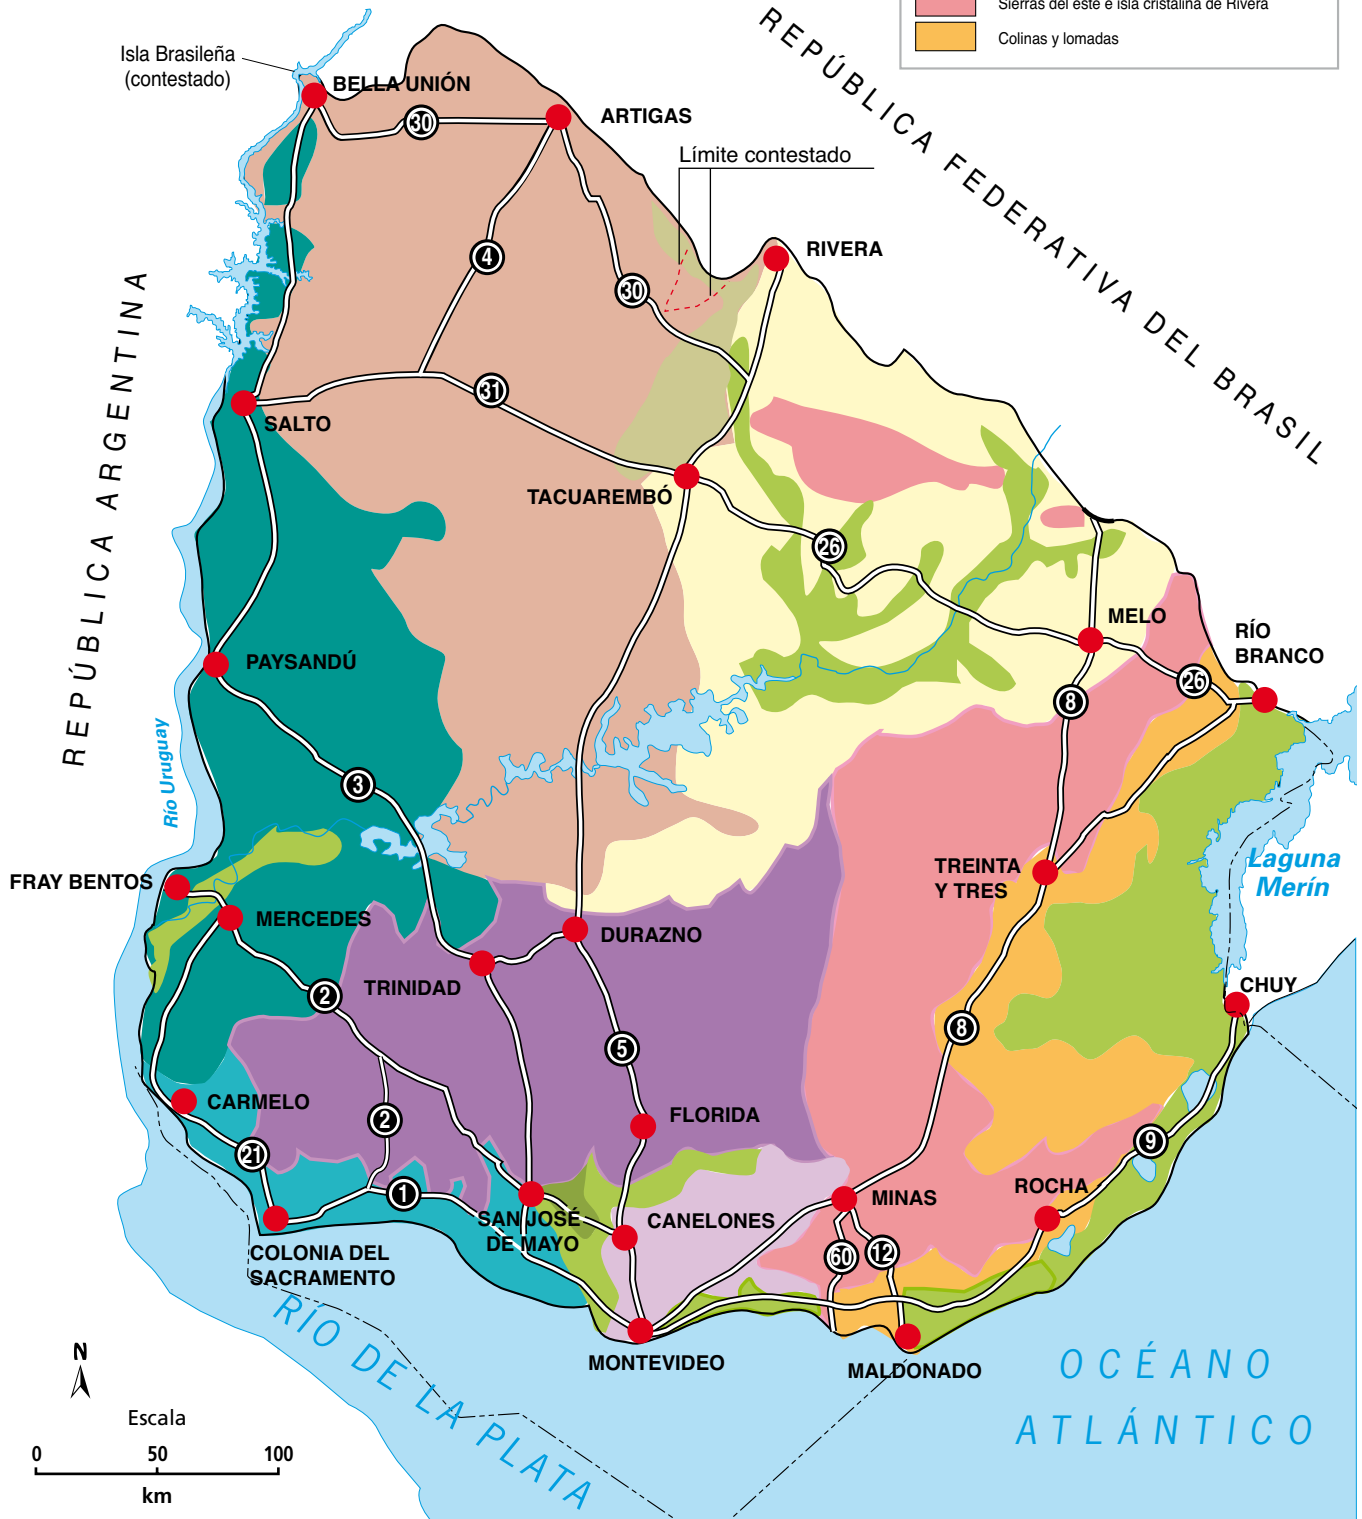 Sierras del este e isla cristalina de Rivera
Colinas y lomadas
REPÚBLICA FEDERATIVA DEL BRASIL
Isla Brasileña
(contestado)
BELLA UNIÓN
30
ARTIGAS
Límite contestado
4
30
RIVERA
REPÚBLICA ARGENTINA
31
SALTO
TACUAREMBÓ
26
MELO
RÍO
BRANCO
PAYSANDÚ
26
8
Río Uruguay
3
TREINTA
Y TRES
Laguna
Merín
FRAY BENTOS
MERCEDES
DURAZNO
TRINIDAD
2
CHUY
8
5
CARMELO
FLORIDA
2
21
9
1
MINAS
ROCHA
SAN JOSÉ
DE MAYO
CANELONES
60
12
COLONIA DEL
SACRAMENTO
RÍO DE LA PLATA
MONTEVIDEO
MALDONADO
OCÉANO
ATLÁNTICO
N
Escala
0 50 100
km